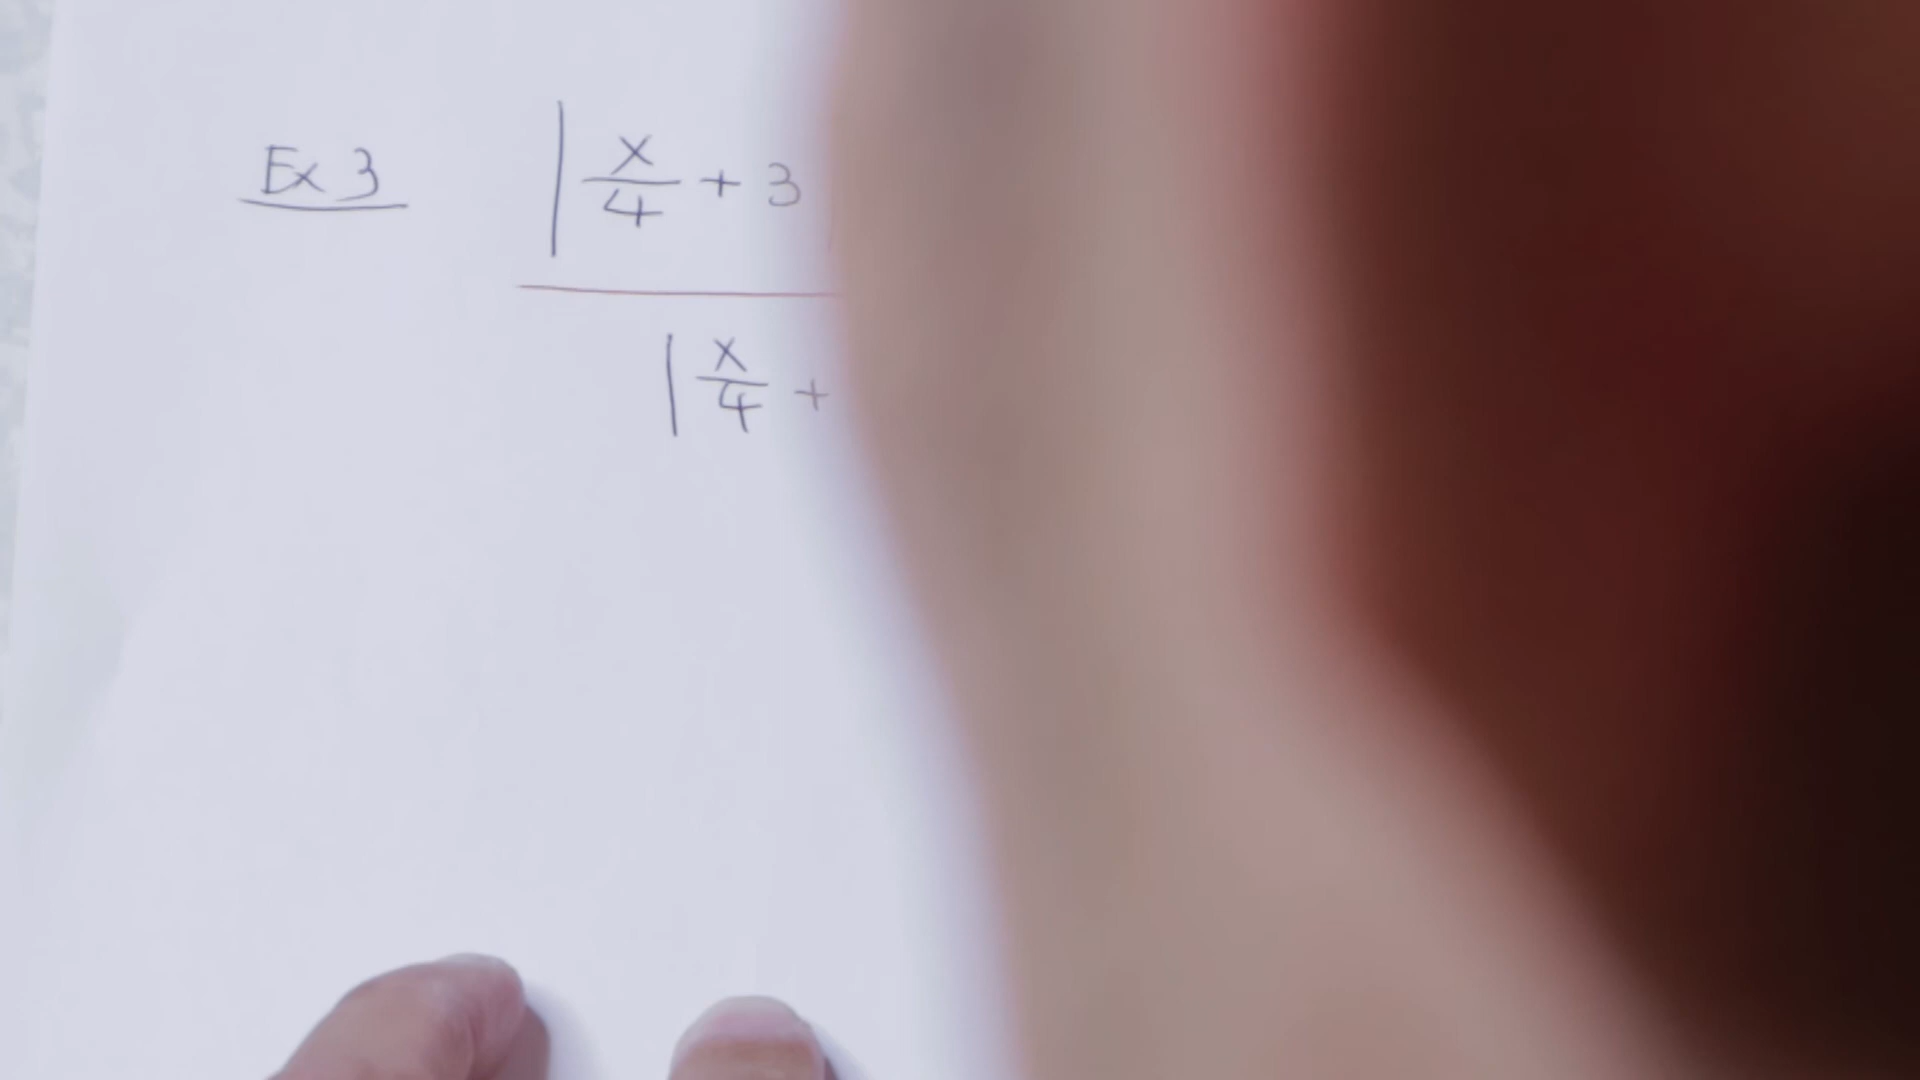 Ex 3 | x/4 + 3
| x/4 +